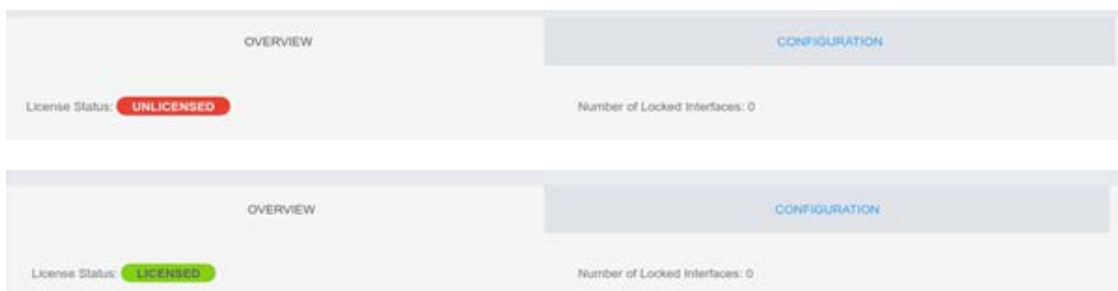 OVERVIEW CONFIGURATION
License Status: UNLICENSED Number of Locked Interfaces: 0
OVERVIEW CONFIGURATION
License Status: LICENSED Number of Locked Interfaces: 0